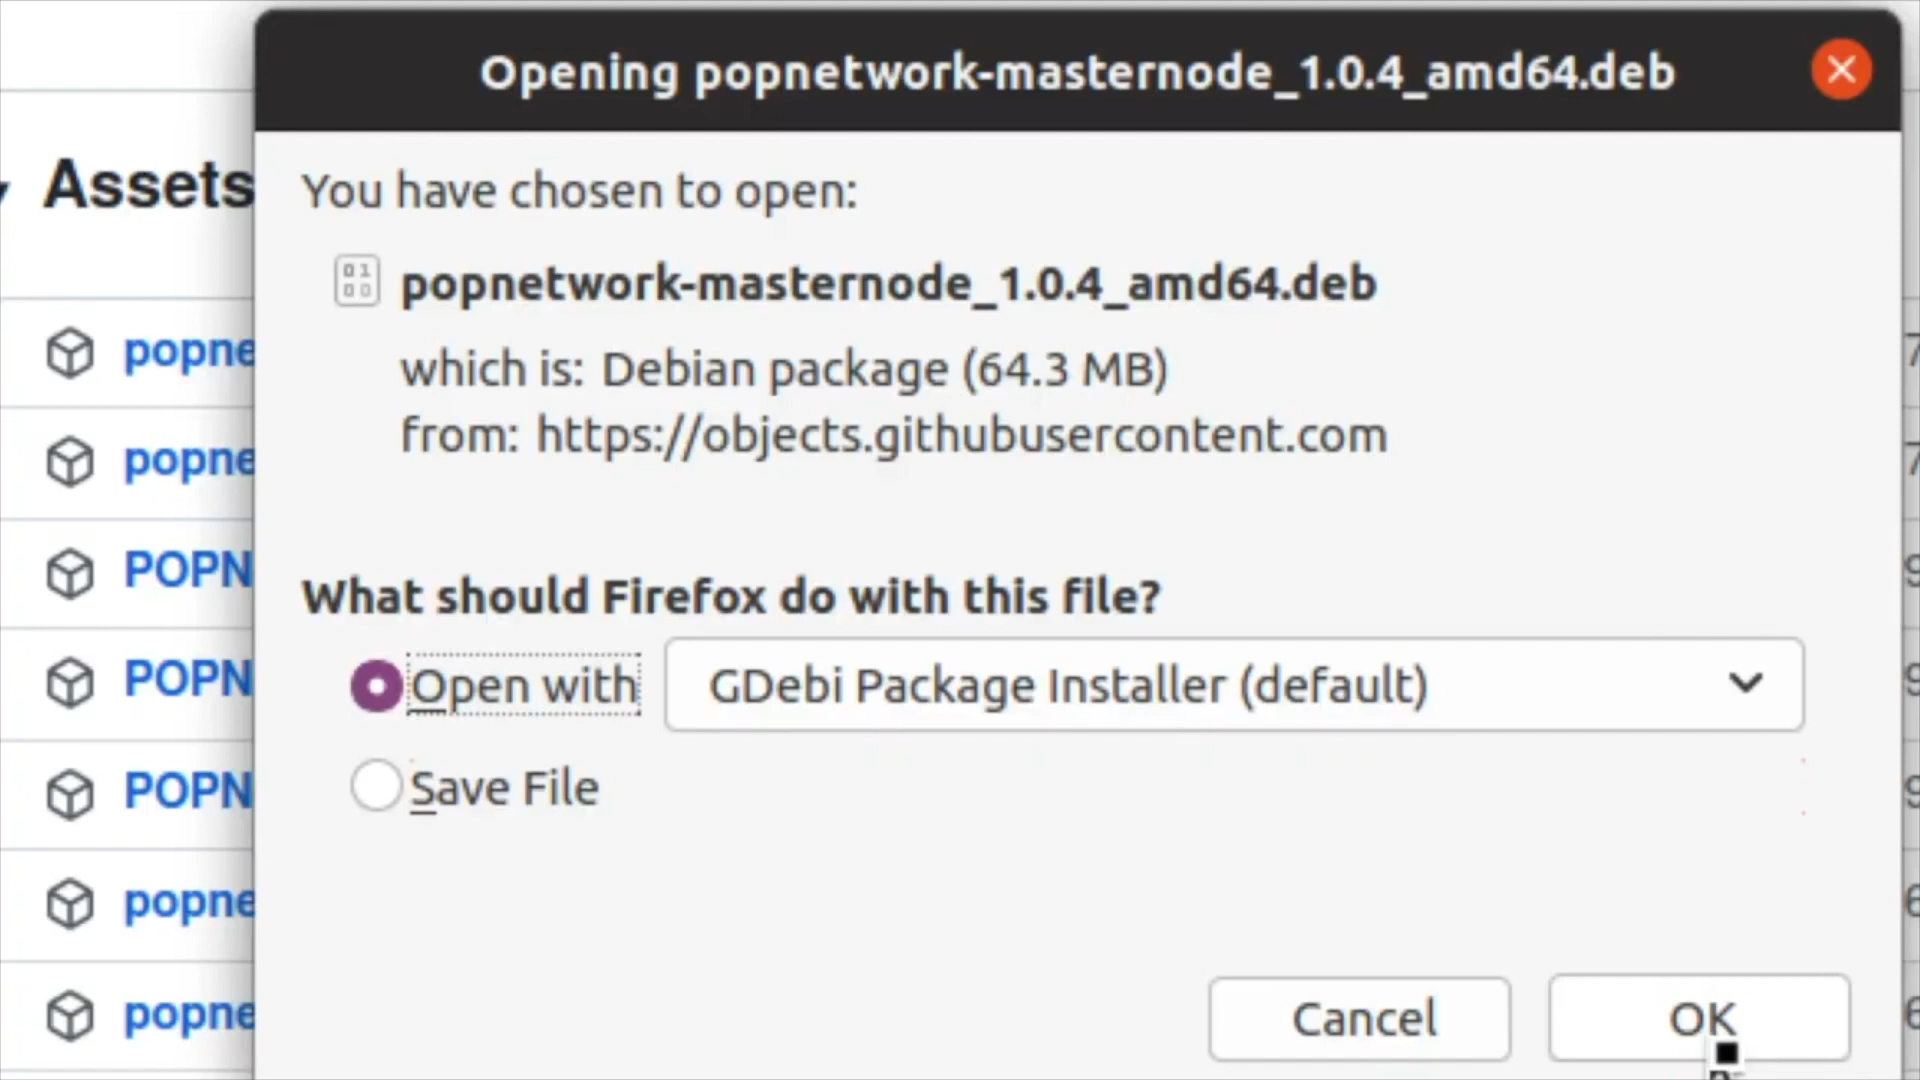 Opening popnetwork-masternode_1.0.4_amd64.deb
Assets
You have chosen to open:
popnetwork-masternode_1.0.4_amd64.deb
which is: Debian package (64.3 MB)
from: https://objects.githubusercontent.com
popne
popne
POPN
POPN
POPN
popne
popne
What should Firefox do with this file?
Open with GDebi Package Installer (default)
Save File
Cancel OK